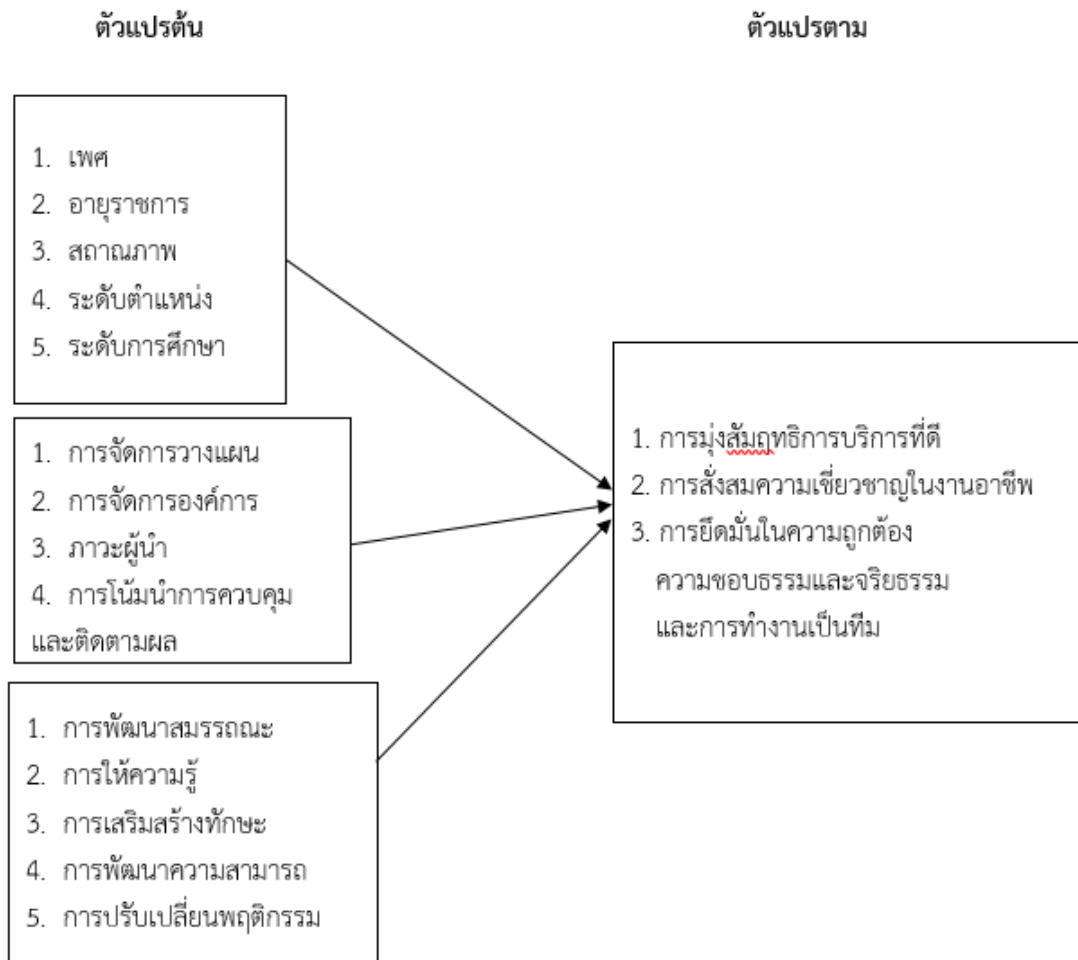 ตัวแปรต้น
ตัวแปรตาม
1. เพศ
2. อายุราชการ
3. สถาณภาพ
4. ระดับตำแหน่ง
5. ระดับการศึกษา
1. การจัดการวางแผน
2. การจัดการองค์การ
3. ภาวะผู้นำ
4. การโน้มนำการควบคุม
และติดตามผล
1. การพัฒนาสมรรถณะ
2. การให้ความรู้
3. การเสริมสร้างทักษะ
4. การพัฒนาความสามารถ
5. การปรับเปลี่ยนพฤติกรรม
1. การมุ่งสัมฤทธิการบริการที่ดี
2. การสั่งสมความเชี่ยวชาญในงานอาชีพ
3. การยึดมั่นในความถูกต้อง
ความชอบธรรมและจริยธรรม
และการทำงานเป็นทีม